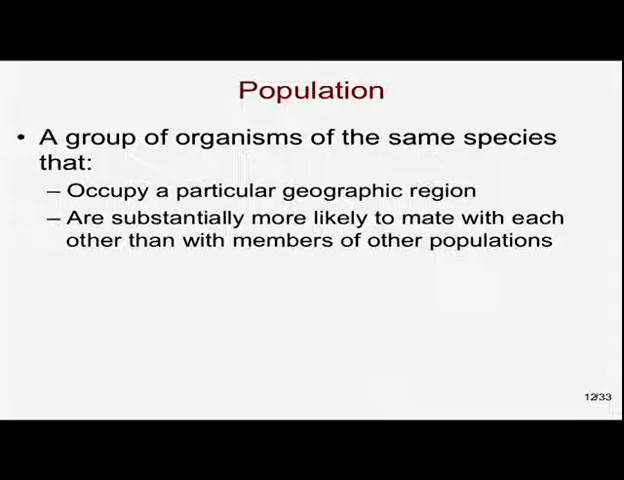 Population
• A group of organisms of the same species
that:
– Occupy a particular geographic region
– Are substantially more likely to mate with each
other than with members of other populations
12/33